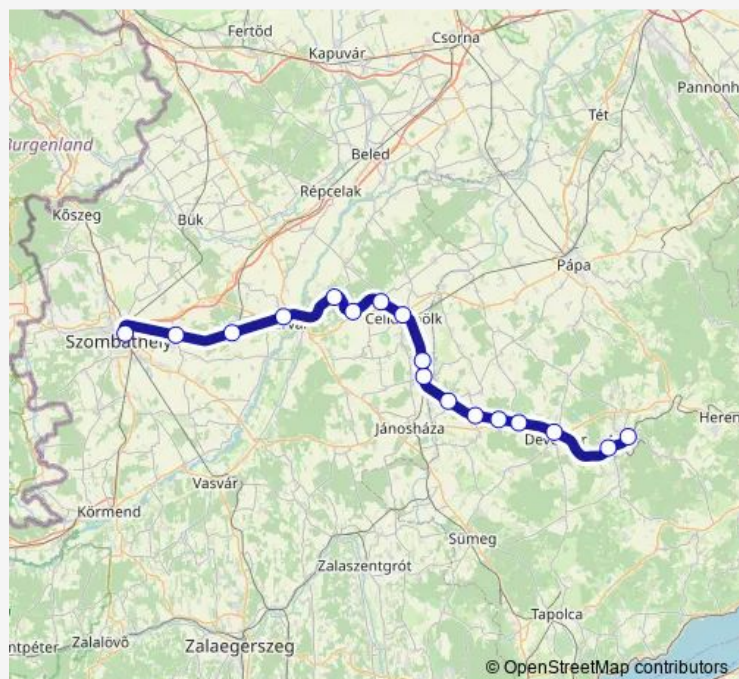 Fertőd
Csorna
Kapuvár
Pannonh
Tét
Burgenland
Beled
Répcelak
Kőszeg
Bük
Pápa
Szombathely
Devec
Heren
Jánosháza
Vasvár
Körmend
Sümeg
Zalaszentgrót
Tapolca
Zalalövő
Zalaegerszeg
© OpenStreetMap contributors